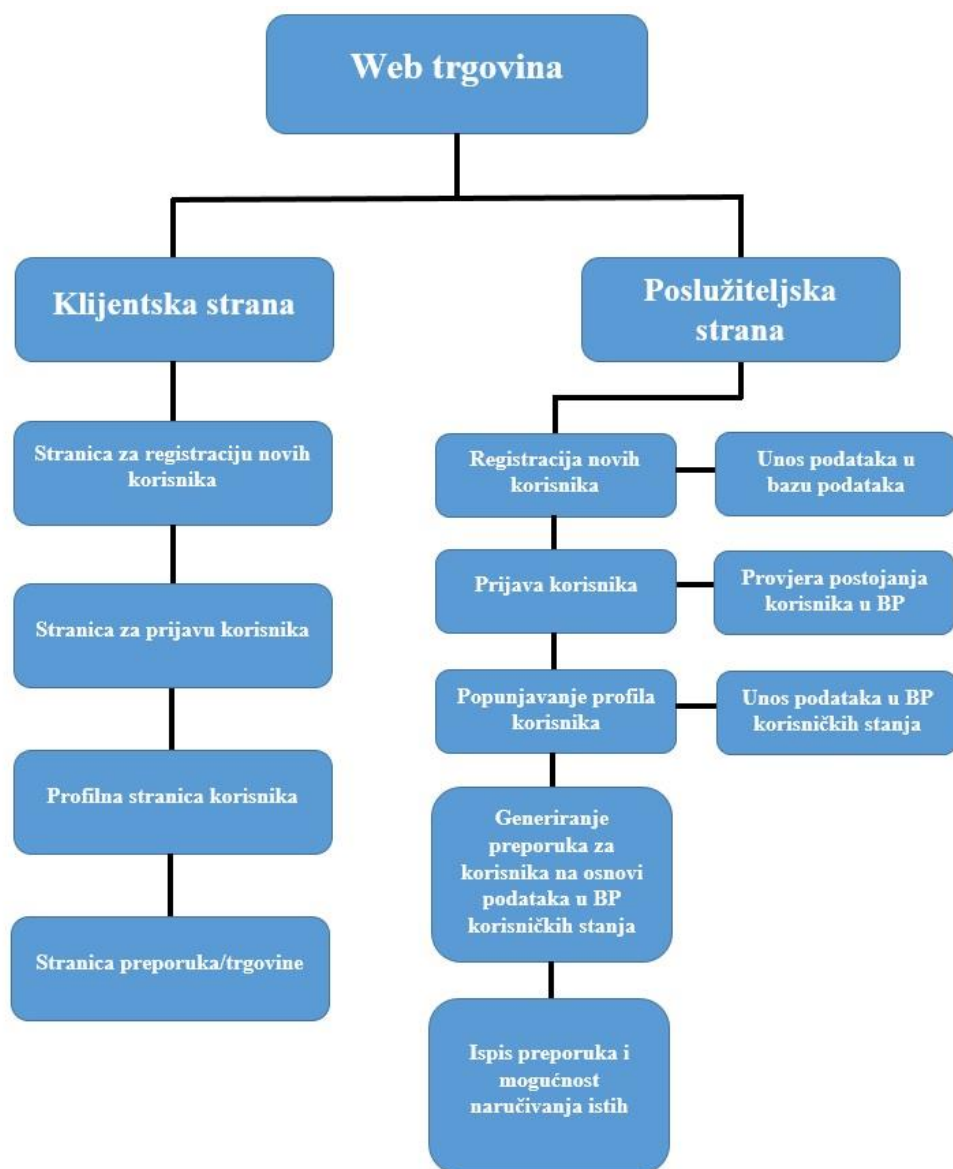 Web trgovina
Klijentska strana
Poslužiteljska
strana
Stranica za registraciju novih
korisnika
Stranica za prijavu korisnika
Profilna stranica korisnika
Stranica preporuka/trgovine
Registracija novih
korisnika
Unos podataka u
bazu podataka
Prijava korisnika
Provjera postojanja
korisnika u BP
Popunjavanje profila
korisnika
Unos podataka u BP
korisničkih stanja
Generiranje
preporuka za
korisnika na osnovi
podataka u BP
korisničkih stanja
Ispis preporuka i
mogućnost
naručivanja istih